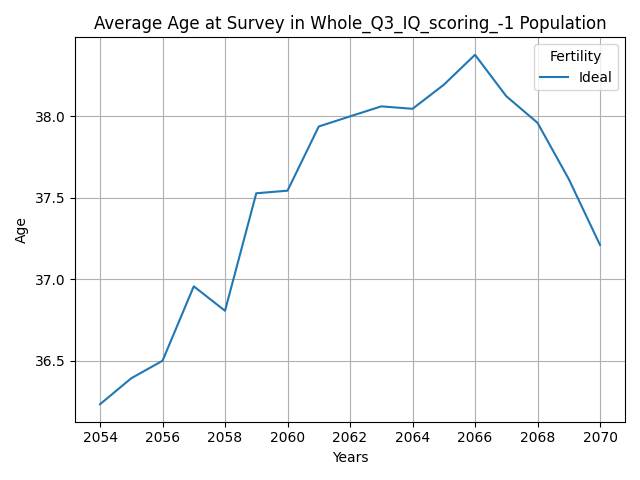 Average Age at Survey in Whole_Q3_IQ_scoring_-1 Population
Fertility
Ideal
38.0
37.5
37.0
36.5
Age
2054 2056 2058 2060 2062 2064 2066 2068 2070
Years